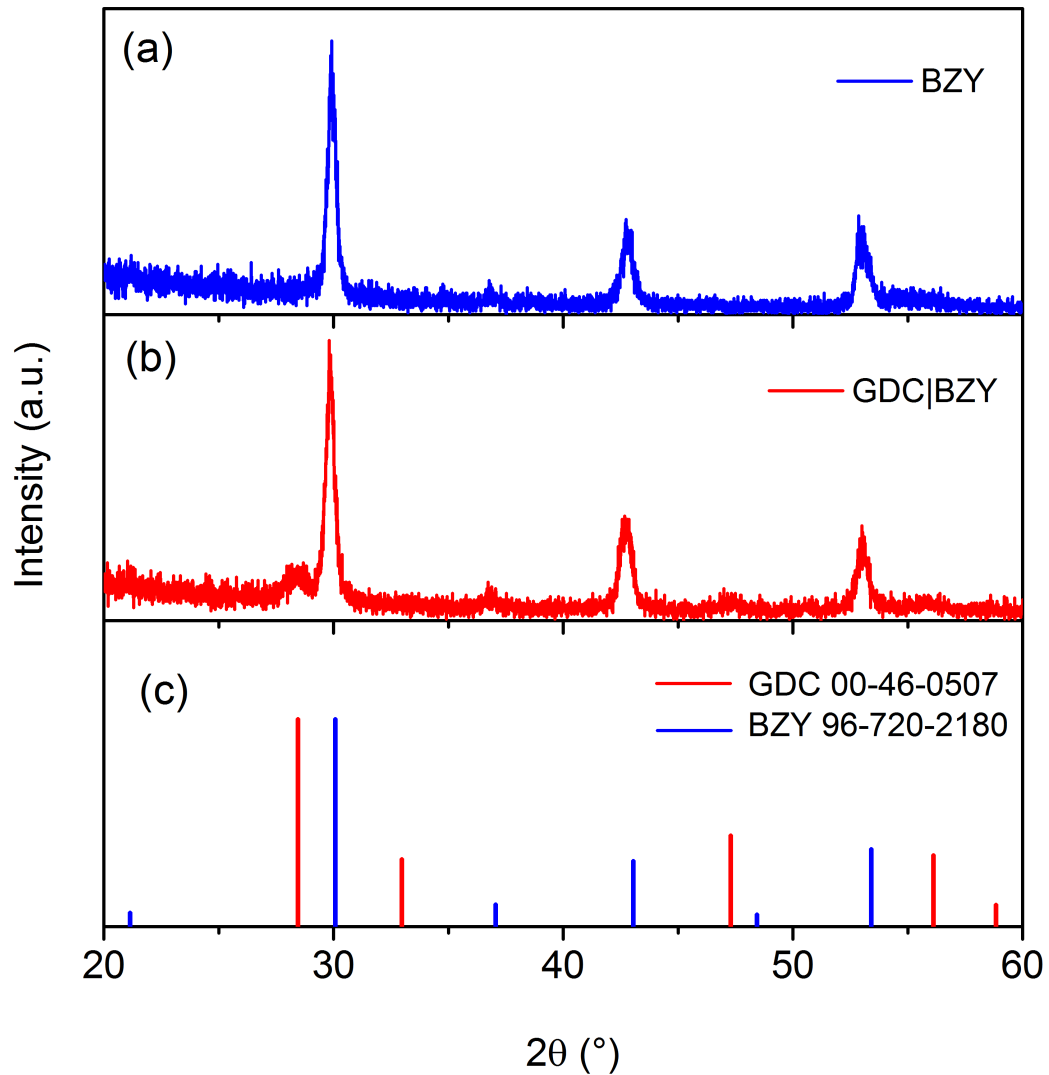 (a)
BZY
(b)
GDC|BZY
Intensity (a.u.)
(c)
GDC 00-46-0507
BZY 96-720-2180
20 30 40 50 60
2θ (°)